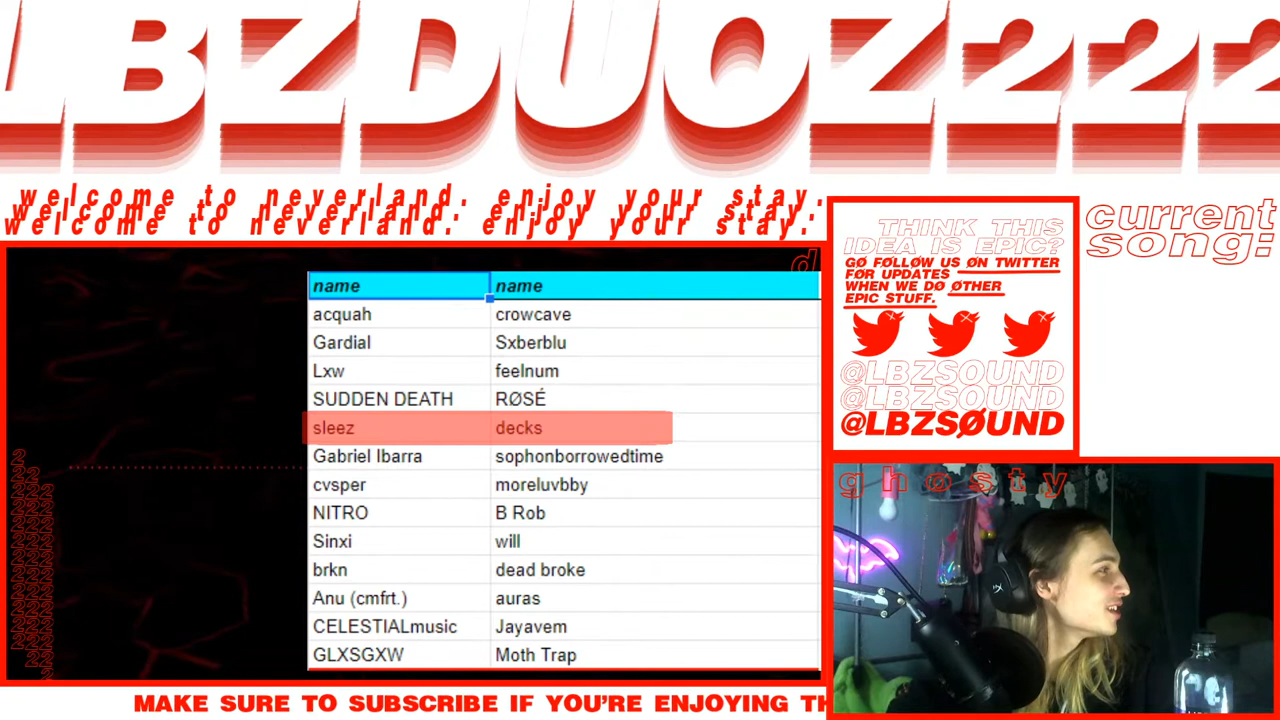 LBZDUOZ222
welcome to neverland. enjoy your stay.
welcome to neverland. enjoy your stay.
d
name name
acquah crowcave
Gardial Sxberblu
Lxw feelnum
SUDDEN DEATH RØSÉ
sleez decks
Gabriel Ibarra sophonborrowedtime
cvsper moreluvbby
NITRO B Rob
Sinxi will
brkn dead broke
Anu (cmfrt.) auras
CELESTIALmusic Jayavem
GLXSGXW Moth Trap
THINK THIS
IDEA IS EPIC?
GØ FØLLØW US ØN TWITTER
FØR UPDATES
WHEN WE DØ ØTHER
EPIC STUFF.
@LBZSOUND
@LBZSOUND
@LBZSØUND
current
song:
ghøsty
MAKE SURE TO SUBSCRIBE IF YOU'RE ENJOYING TH